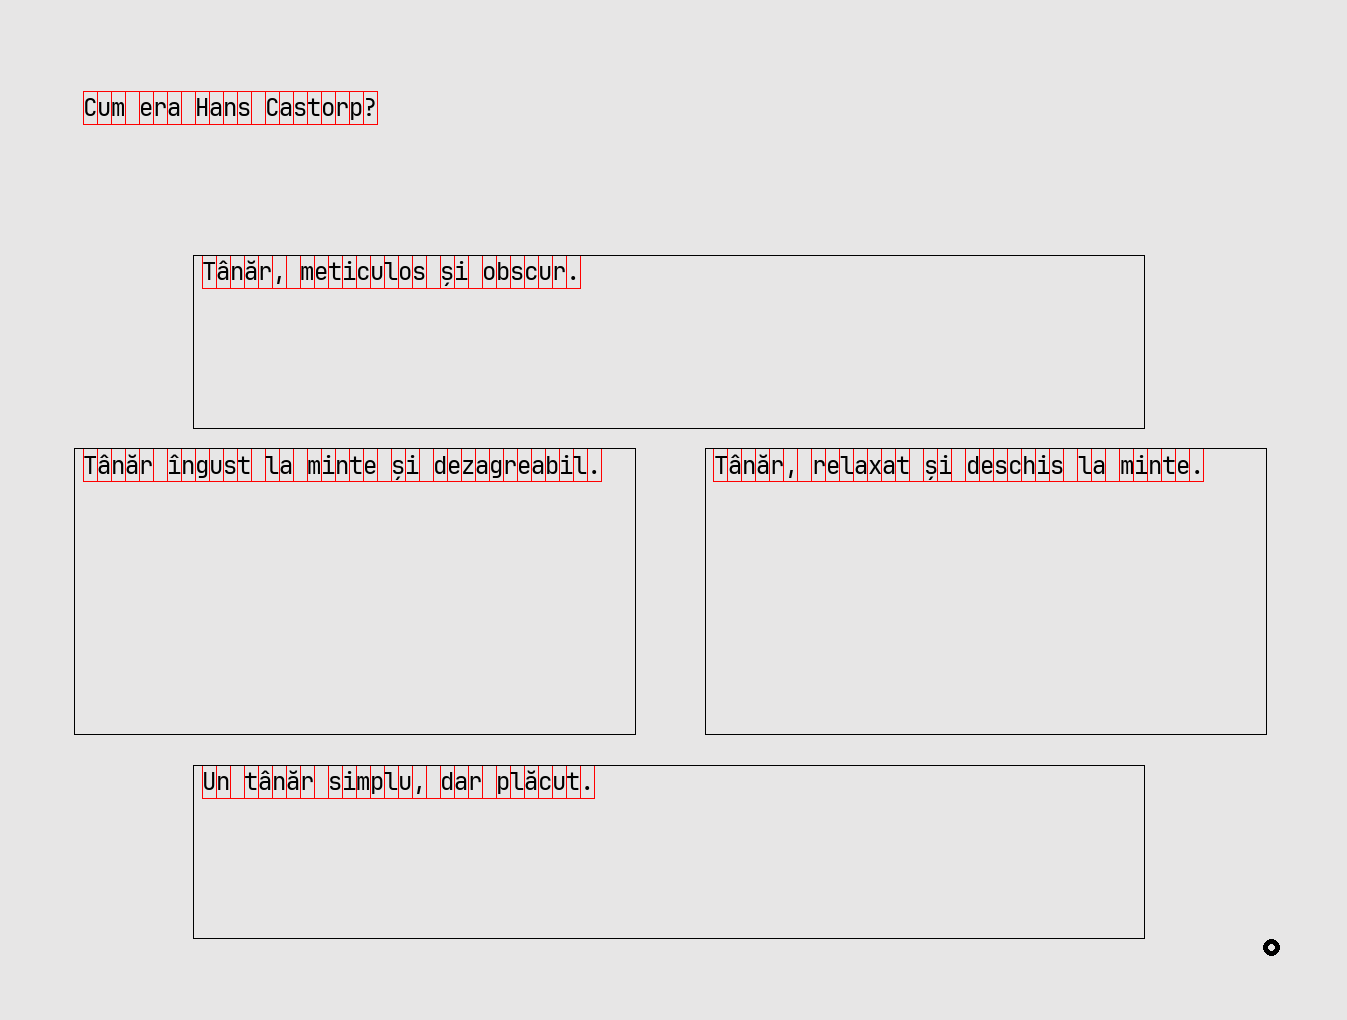 Cum era Hans Castorp?
Tânăr, meticulos și obscur.
Tânăr îngust la minte și dezagreabil.
Tânăr, relaxat și deschis la minte.
Un tânăr simplu, dar plăcut.